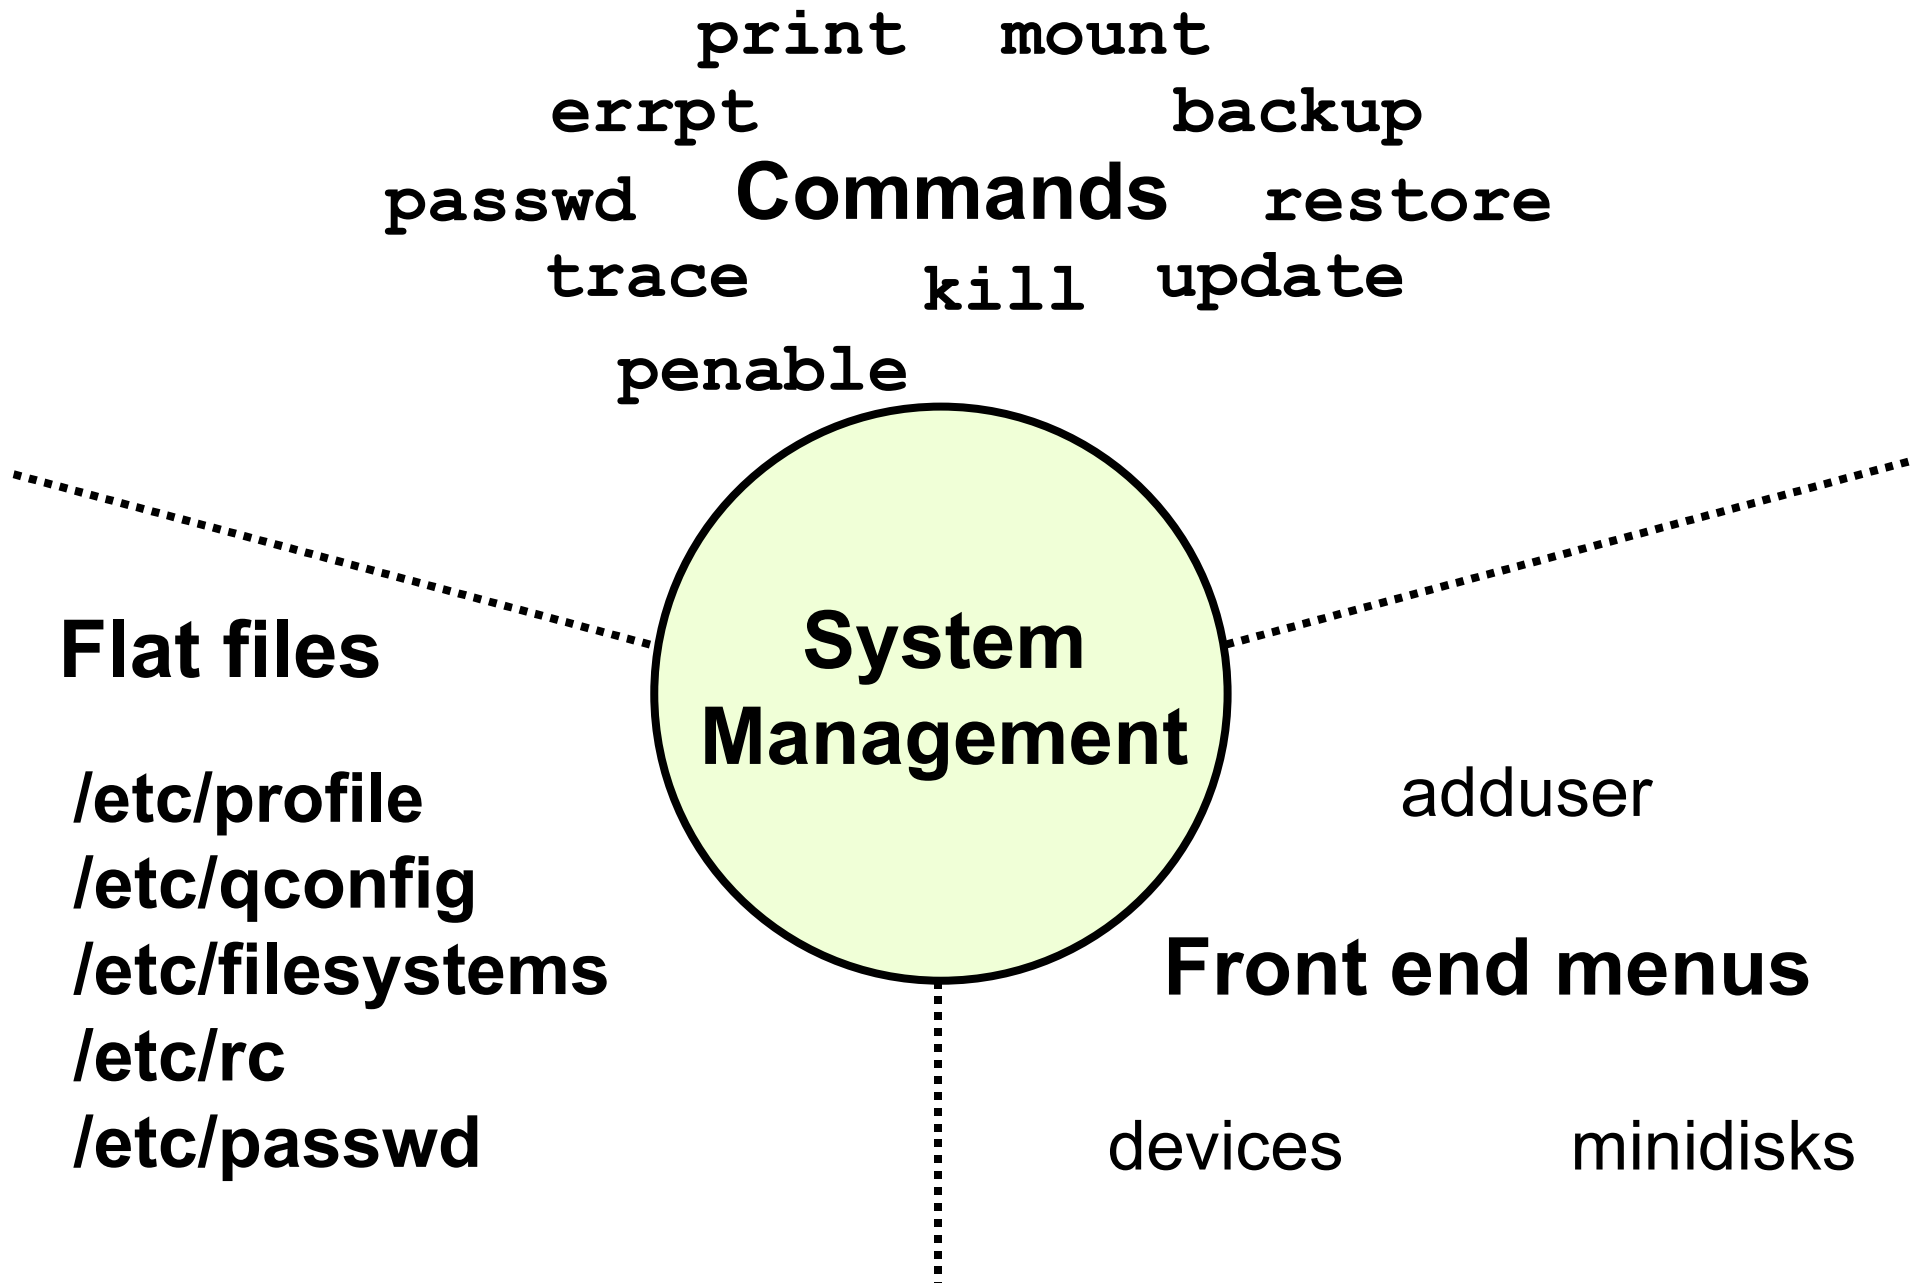 print mount
errpt backup
passwd Commands restore
trace kill update
penable
Flat files
/etc/profile
/etc/qconfig
/etc/filesystems
/etc/rc
/etc/passwd
System
Management
adduser
Front end menus
devices minidisks